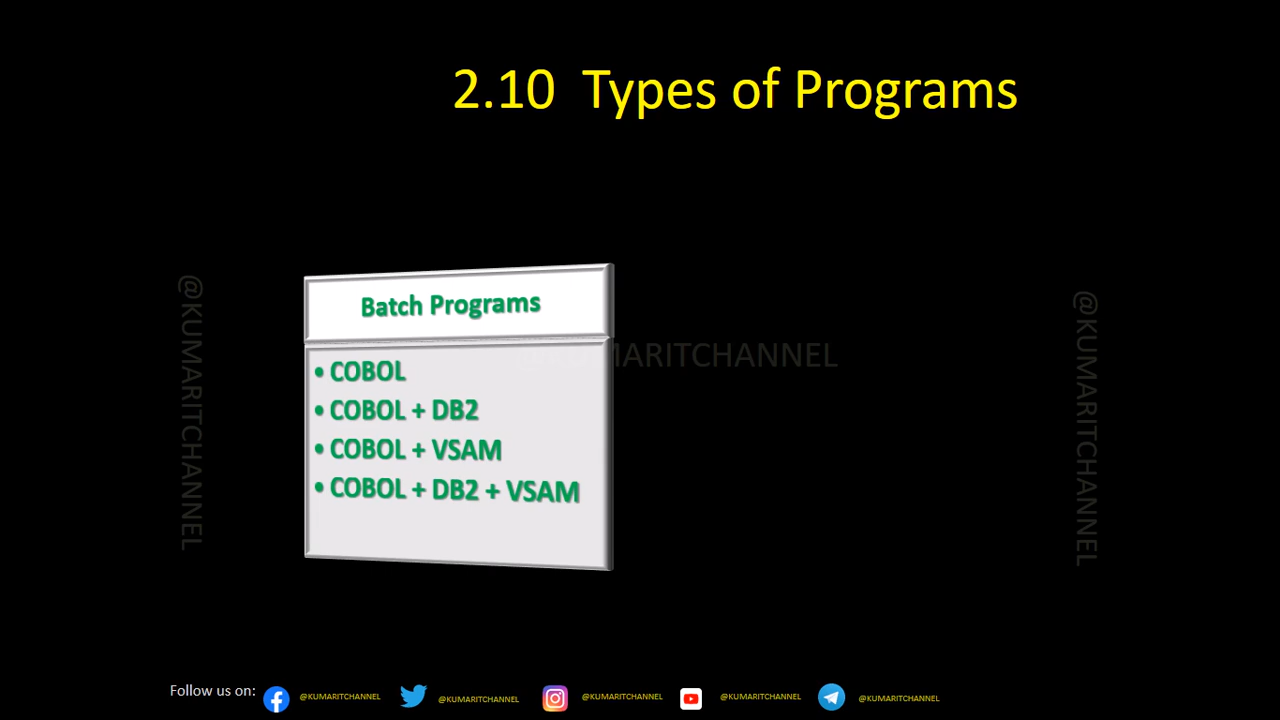 2.10 Types of Programs
Batch Programs
• COBOL
• COBOL + DB2
• COBOL + VSAM
• COBOL + DB2 + VSAM
@KUMARITCHANNEL
@KUMARITCHANNEL
@KUMARITCHANNEL
Follow us on: @KUMARITCHANNEL @KUMARITCHANNEL @KUMARITCHANNEL @KUMARITCHANNEL @KUMARITCHANNEL